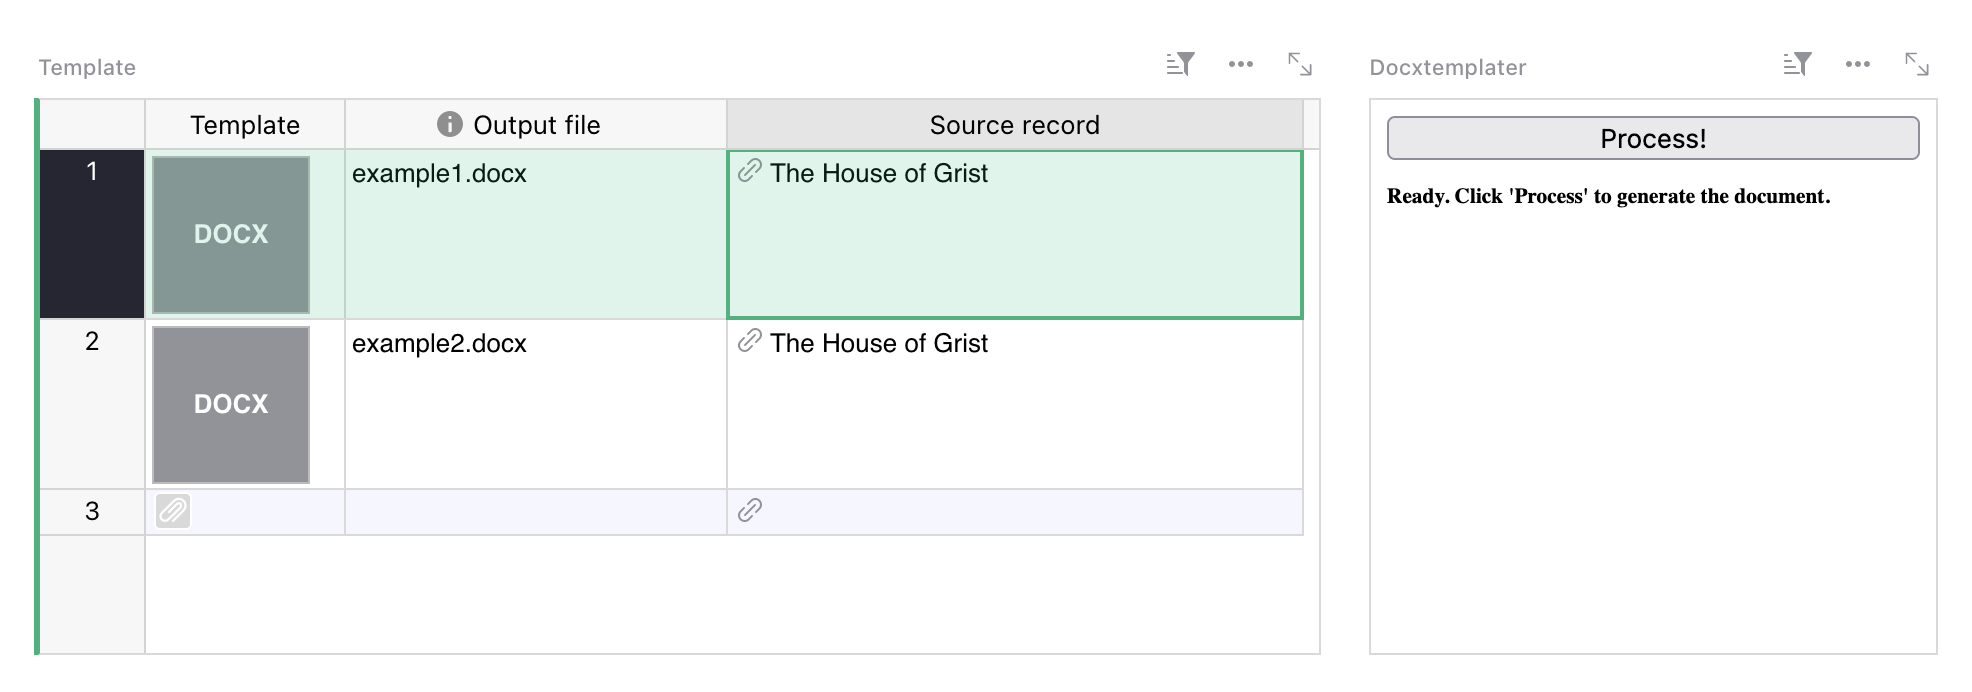 Template
Docxtemplater
Template Output file Source record
1 DOCX example1.docx The House of Grist
2 DOCX example2.docx The House of Grist
3
Process!
Ready. Click 'Process' to generate the document.